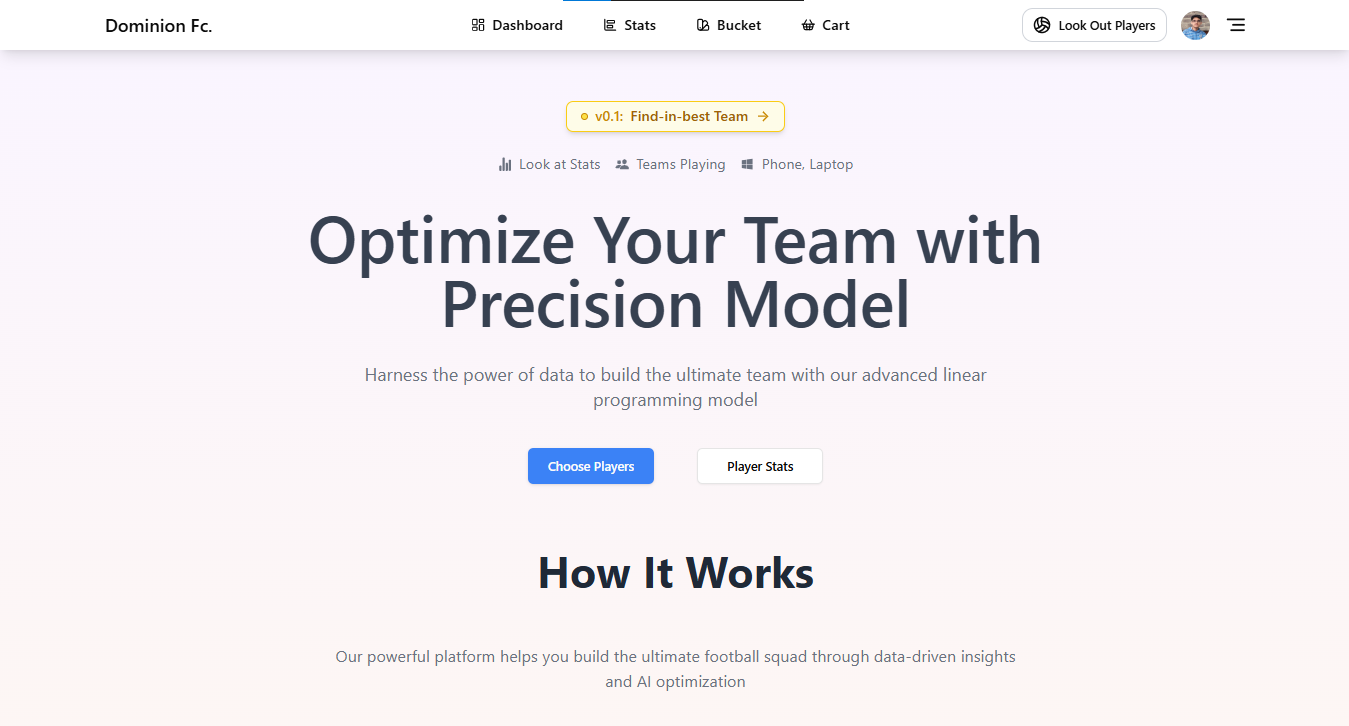 Dominion Fc.
Dashboard
Stats
Bucket
Cart
Look Out Players
v0.1: Find-in-best Team
Look at Stats
Teams Playing
Phone, Laptop
Optimize Your Team with
Precision Model
Harness the power of data to build the ultimate team with our advanced linear
programming model
Choose Players
Player Stats
How It Works
Our powerful platform helps you build the ultimate football squad through data-driven insights
and AI optimization